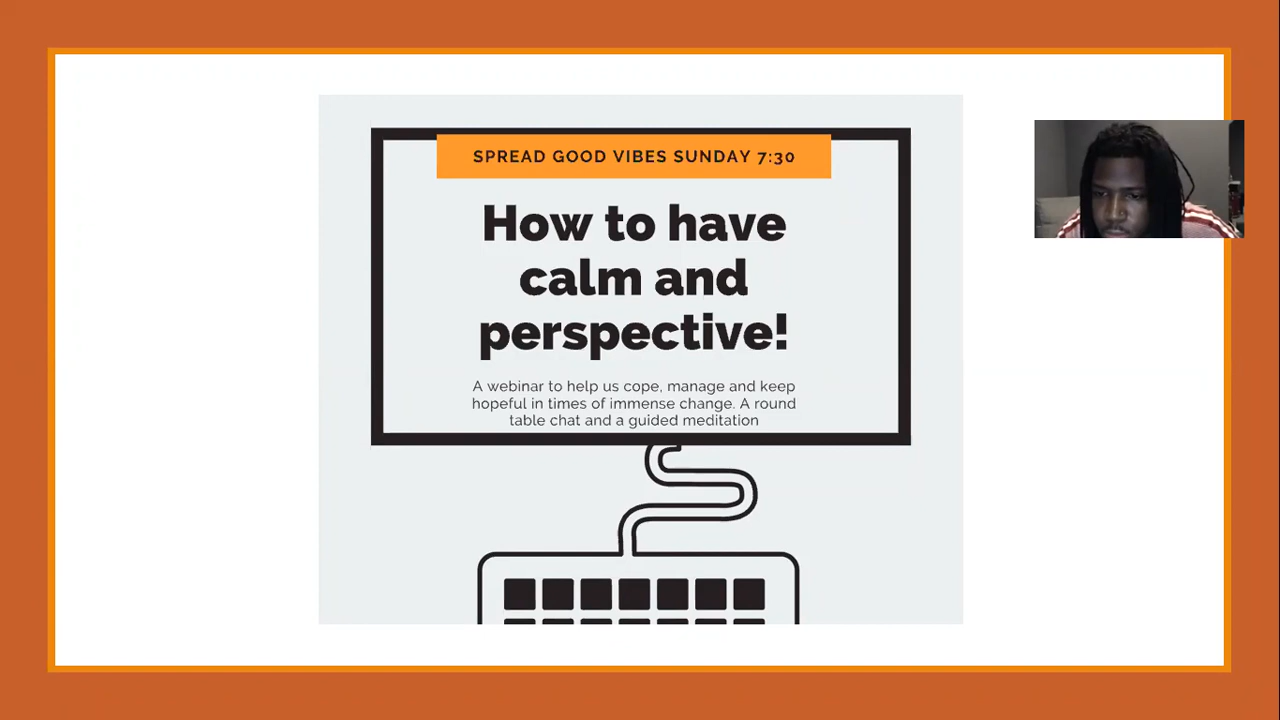 SPREAD GOOD VIBES SUNDAY 7:30
How to have
calm and
perspective!
A webinar to help us cope, manage and keep
hopeful in times of immense change. A round
table chat and a guided meditation